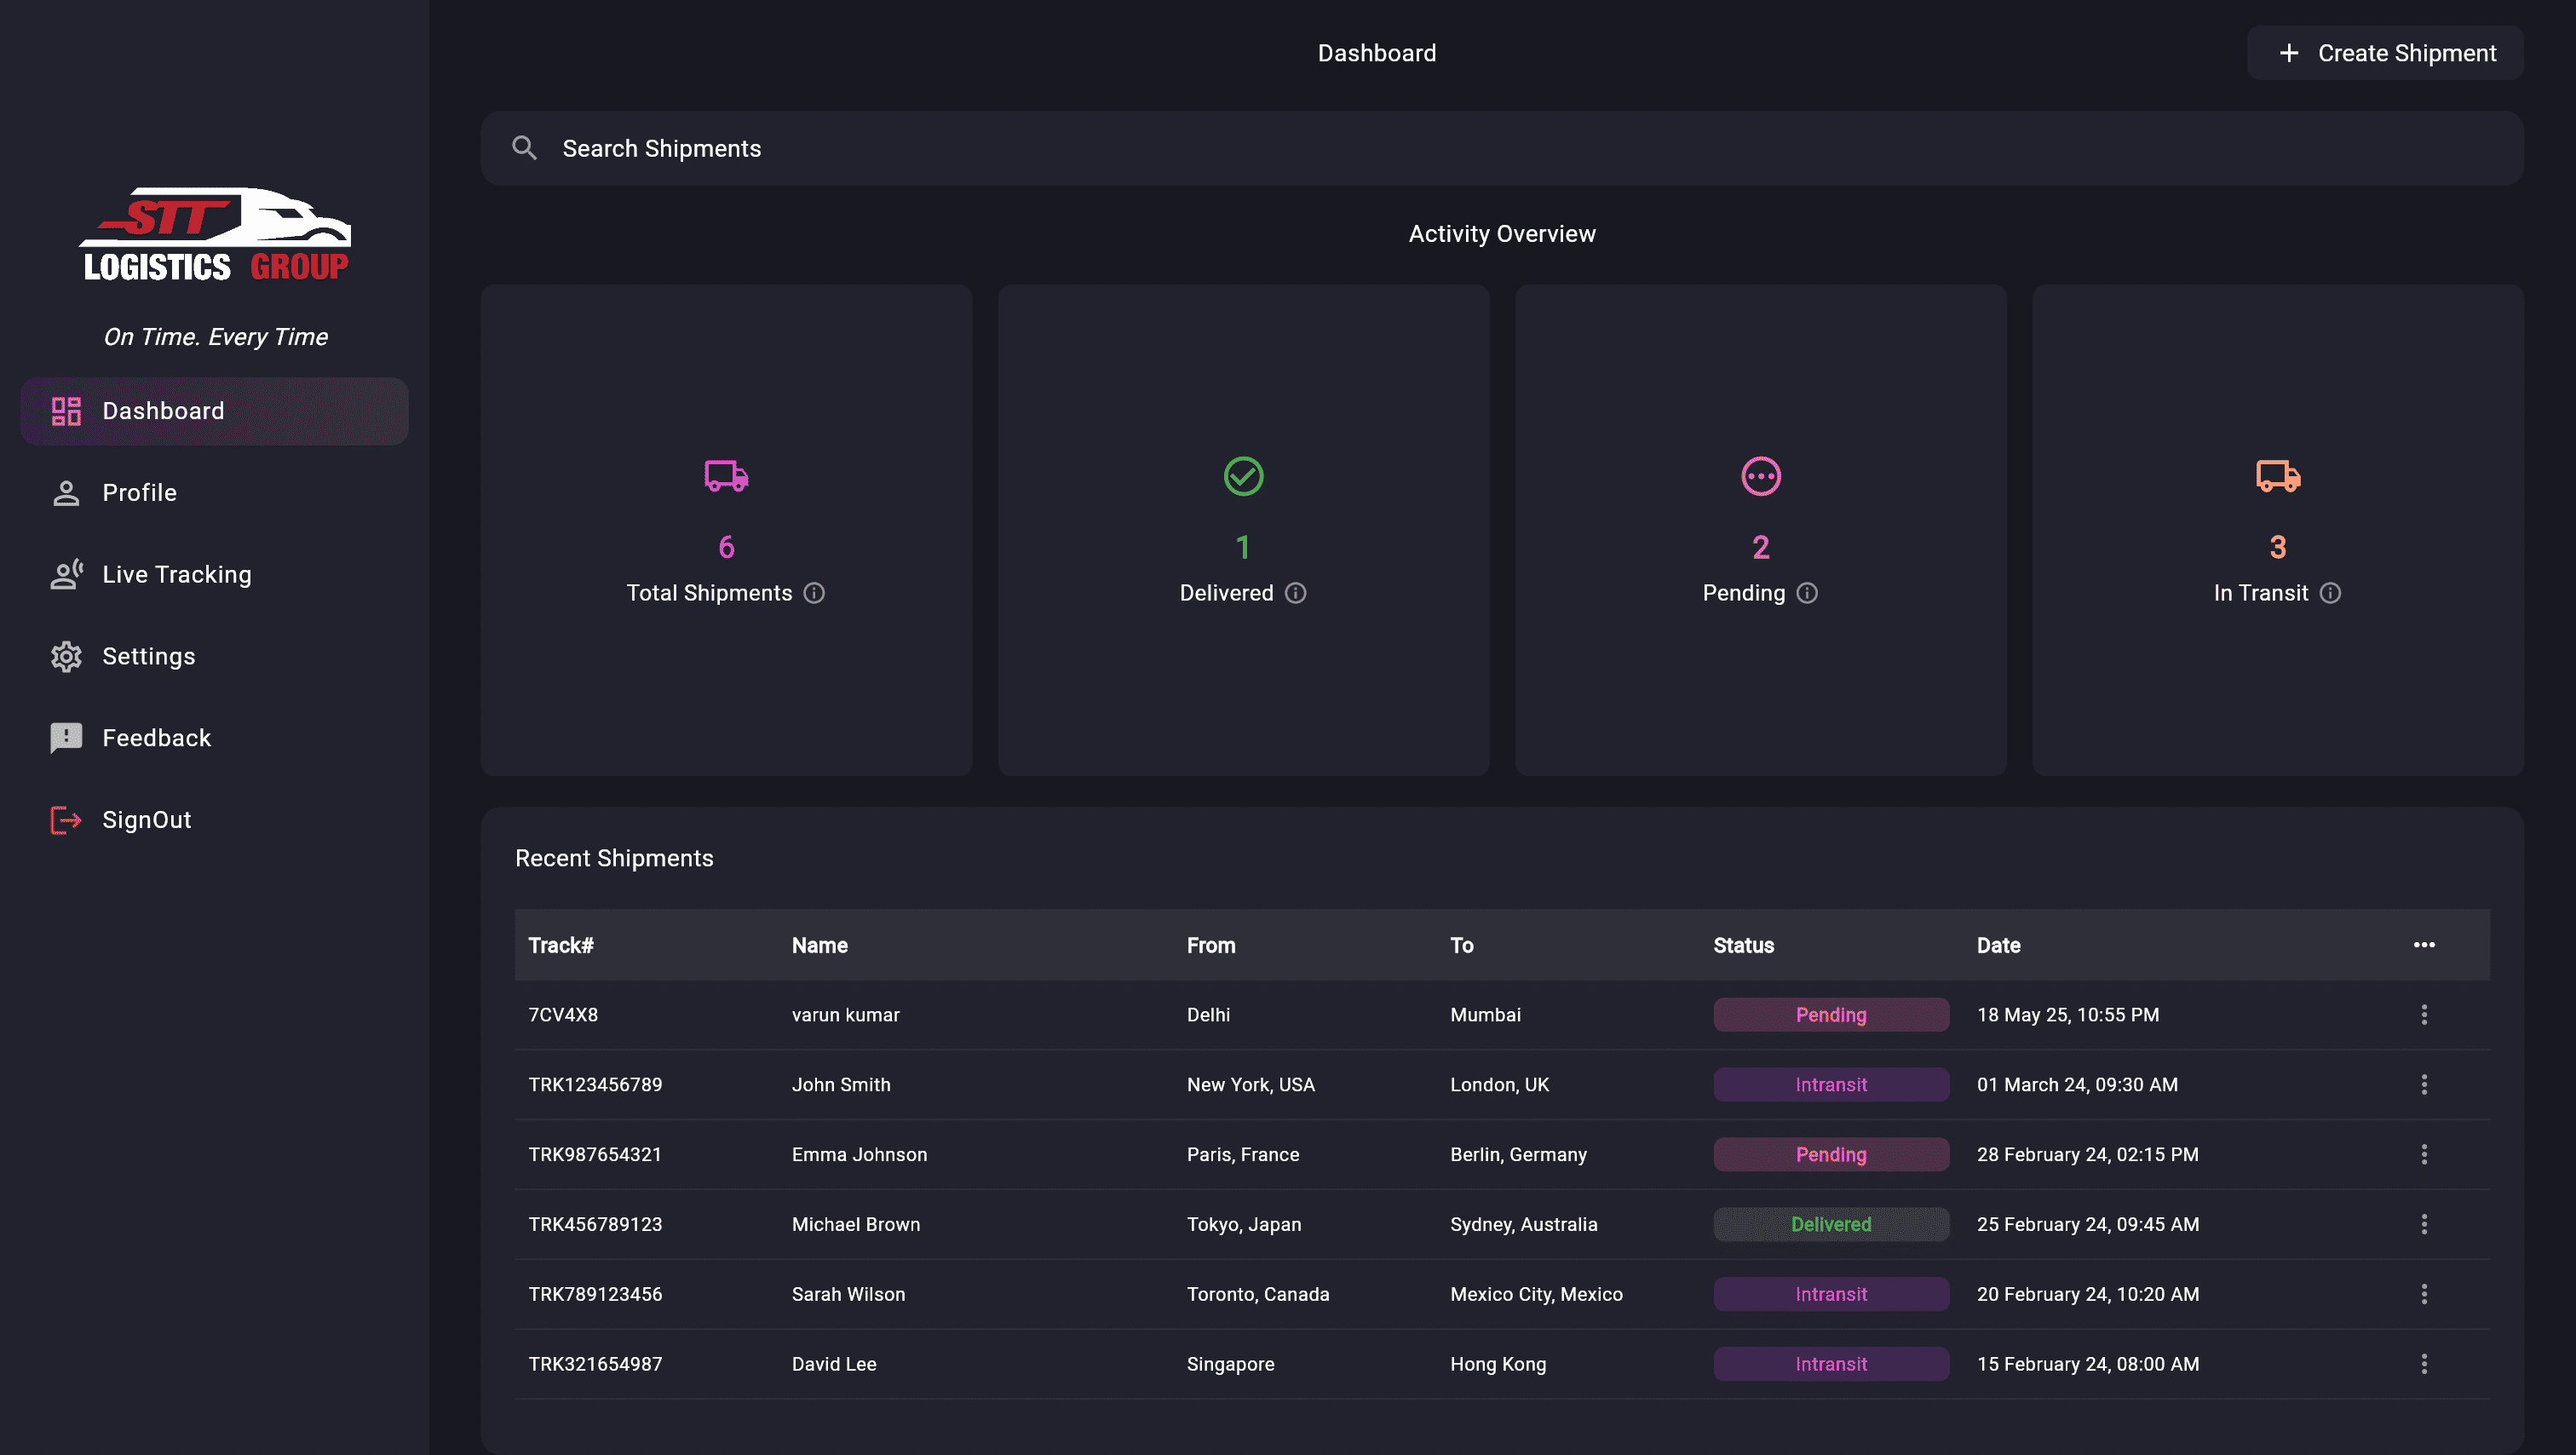 STT
LOGISTICS GROUP
On Time. Every Time
Dashboard
Profile
Live Tracking
Settings
Feedback
SignOut
Dashboard
Create Shipment
Search Shipments
Activity Overview
6
Total Shipments
1
Delivered
2
Pending
3
In Transit
Recent Shipments
Track# Name From To Status Date
7CV4X8 varun kumar Delhi Mumbai Pending 18 May 25, 10:55 PM
TRK123456789 John Smith New York, USA London, UK Intransit 01 March 24, 09:30 AM
TRK987654321 Emma Johnson Paris, France Berlin, Germany Pending 28 February 24, 02:15 PM
TRK456789123 Michael Brown Tokyo, Japan Sydney, Australia Delivered 25 February 24, 09:45 AM
TRK789123456 Sarah Wilson Toronto, Canada Mexico City, Mexico Intransit 20 February 24, 10:20 AM
TRK321654987 David Lee Singapore Hong Kong Intransit 15 February 24, 08:00 AM